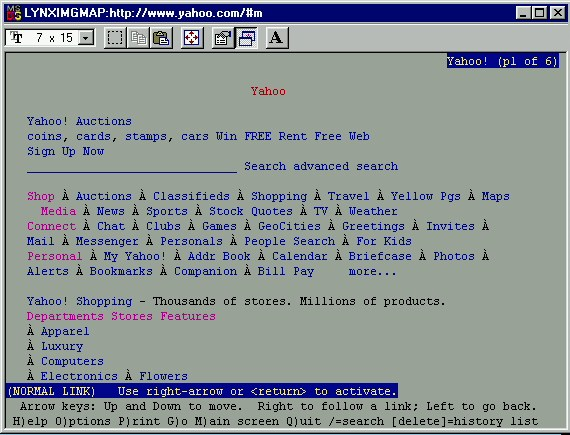 LYNXIMGMAP:http://www.yahoo.com/#m
7 x 15
A
Yahoo! (p1 of 6)
Yahoo
Yahoo! Auctions
coins, cards, stamps, cars Win FREE Rent Free Web
Sign Up Now
______________________________ Search advanced search
Shop À Auctions À Classifieds À Shopping À Travel À Yellow Pgs À Maps
Media À News À Sports À Stock Quotes À TV À Weather
Connect À Chat À Clubs À Games À GeoCities À Greetings À Invites À
Mail À Messenger À Personals À People Search À For Kids
Personal À My Yahoo! À Addr Book À Calendar À Briefcase À Photos À
Alerts À Bookmarks À Companion À Bill Pay more...
Yahoo! Shopping - Thousands of stores. Millions of products.
Departments Stores Features
À Apparel
À Luxury
À Computers
À Electronics À Flowers
(NORMAL LINK) Use right-arrow or <return> to activate.
Arrow keys: Up and Down to move. Right to follow a link; Left to go back.
H)elp O)ptions P)rint G)o M)ain screen Q)uit /=search [delete]=history list